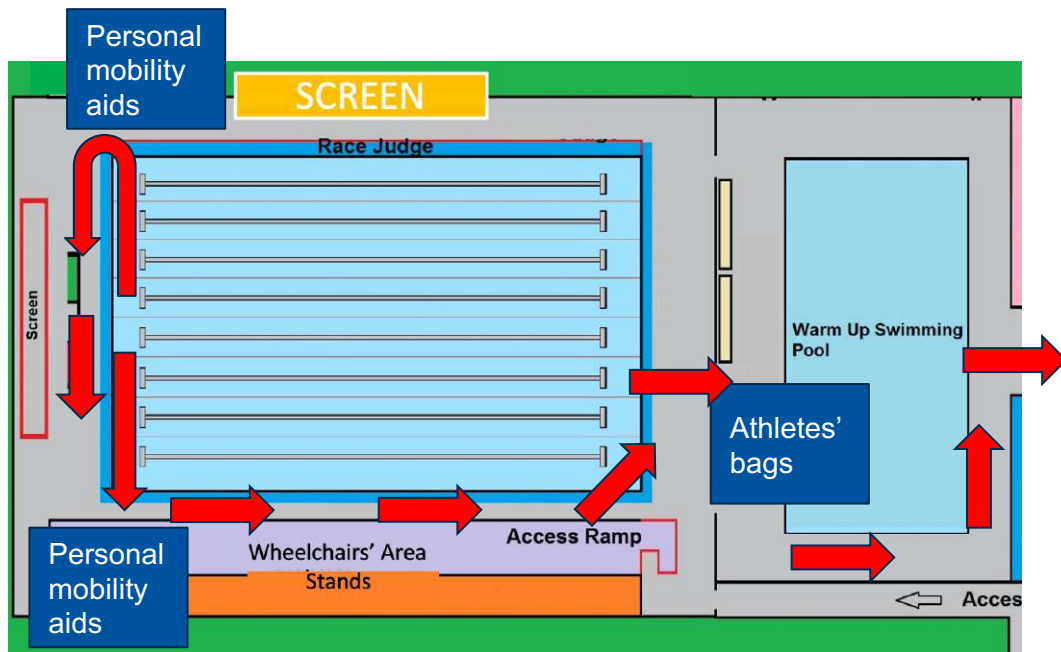 Personal
mobility
aids
SCREEN
Race Judge
Screen
Warm Up Swimming
Pool
Athletes’
bags
Access Ramp
Wheelchairs’ Area
Stands
Personal
mobility
aids
Acces